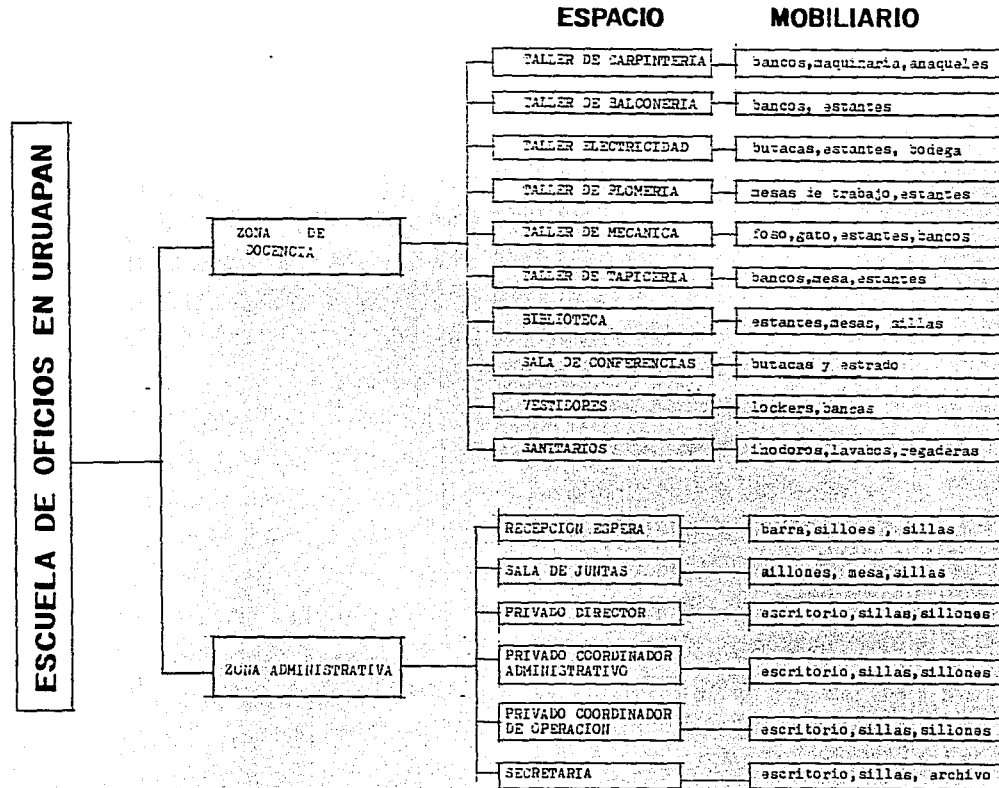 ESPACIO MOBILIARIO
ESCUELA DE OFICIOS EN URUAPAN
ZONA DE
DOCENCIA
TALLER DE CARPINTERIA bancos,maquinaria,anaqueles
TALLER DE BALCONERIA bancos, estantes
TALLER ELECTRICIDAD butacas,estantes, bodega
TALLER DE PLOMERIA mesas de trabajo,estantes
TALLER DE MECANICA foso,gato,estantes,bancos
TALLER DE TAPICERIA bancos,mesa,estantes
BIBLIOTECA estantes,mesas, sillas
SALA DE CONFERENCIAS butacas y estrado
VESTIDORES lockers,bancas
SANITARIOS inodoros,lavabos,regaderas
ZONA ADMINISTRATIVA
RECEPCION ESPERA barra,silloes , sillas
SALA DE JUNTAS sillones, mesa,sillas
PRIVADO DIRECTOR escritorio,sillas,sillones
PRIVADO COORDINADOR
ADMINISTRATIVO escritorio,sillas,sillones
PRIVADO COORDINADOR
DE OPERACION escritorio,sillas,sillones
SECRETARIA escritorio,sillas, archivo